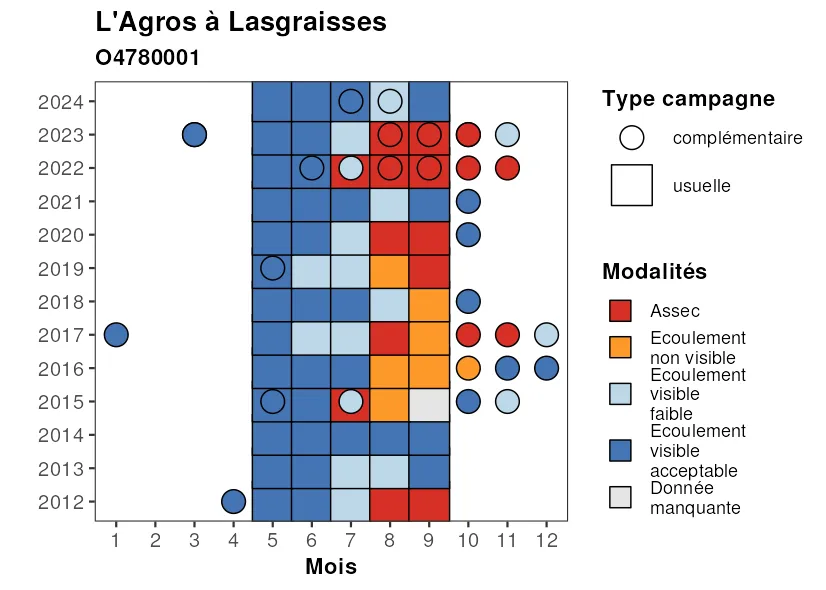 L'Agros à Lasgraisses
O4780001
2024
2023
2022
2021
2020
2019
2018
2017
2016
2015
2014
2013
2012
1 2 3 4 5 6 7 8 9 10 11 12
Mois
Type campagne
complémentaire
usuelle
Modalités
Assec
Ecoulement
non visible
Ecoulement
visible
faible
Ecoulement
visible
acceptable
Donnée
manquante